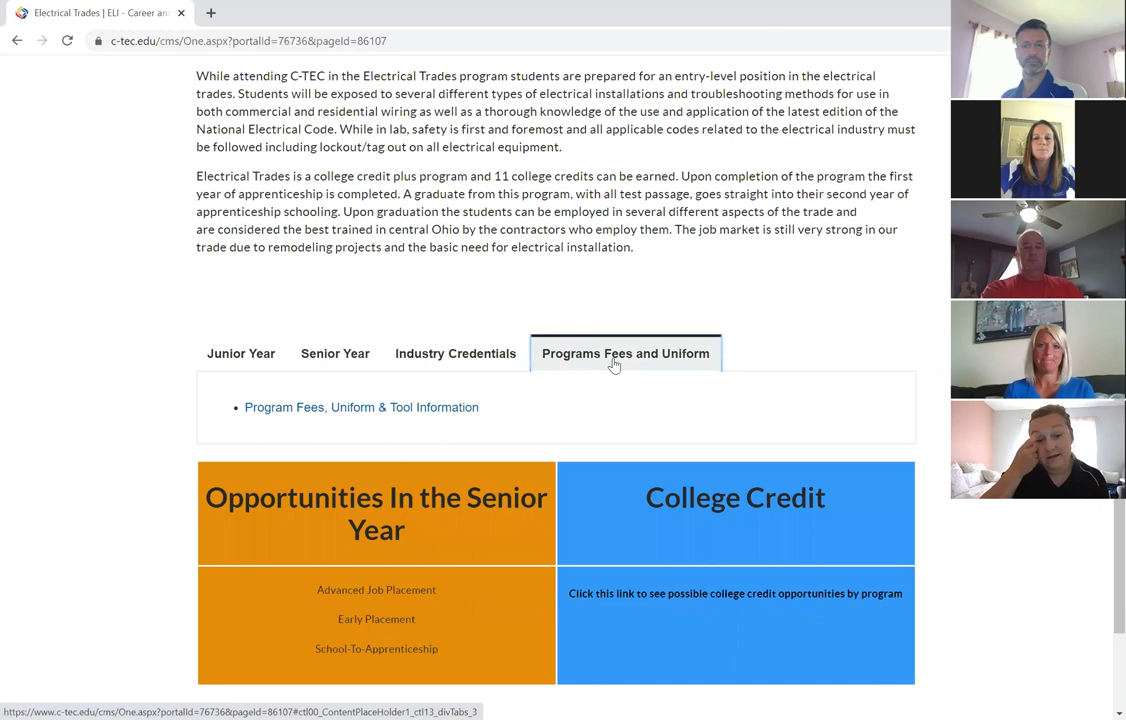 Electrical Trades | ELI - Career an
c-tec.edu/cms/One.aspx?portalId=76736&pageId=86107
While attending C-TEC in the Electrical Trades program students are prepared for an entry-level position in the electrical
trades. Students will be exposed to several different types of electrical installations and troubleshooting methods for use in
both commercial and residential wiring as well as a thorough knowledge of the use and application of the latest edition of the
National Electrical Code. While in lab, safety is first and foremost and all applicable codes related to the electrical industry must
be followed including lockout/tag out on all electrical equipment.
Electrical Trades is a college credit plus program and 11 college credits can be earned. Upon completion of the program the first
year of apprenticeship is completed. A graduate from this program, with all test passage, goes straight into their second year of
apprenticeship schooling. Upon graduation the students can be employed in several different aspects of the trade and
are considered the best trained in central Ohio by the contractors who employ them. The job market is still very strong in our
trade due to remodeling projects and the basic need for electrical installation.
Junior Year Senior Year Industry Credentials Programs Fees and Uniform
• Program Fees, Uniform & Tool Information
Opportunities In the Senior
Year
College Credit
Advanced Job Placement
Early Placement
School-To-Apprenticeship
Click this link to see possible college credit opportunities by program
https://www.c-tec.edu/cms/One.aspx?portalId=76736&pageId=86107#ctl00_ContentPlaceHolder1_ctl13_divTabs_3